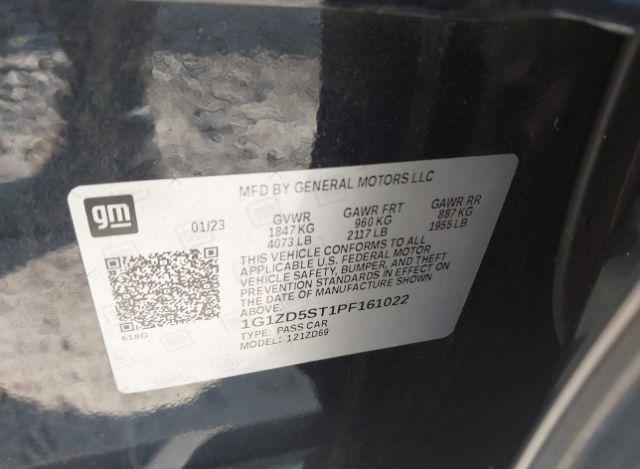 MFD BY GENERAL MOTORS LLC
gm
01/23
GVWR GAWR FRT GAWR RR
1847 KG 960 KG 887 KG
4073 LB 2117 LB 1955 LB
THIS VEHICLE CONFORMS TO ALL
APPLICABLE U.S. FEDERAL MOTOR
VEHICLE SAFETY, BUMPER, AND THEFT
PREVENTION STANDARDS IN EFFECT ON
THE DATE OF MANUFACTURE SHOWN
ABOVE.
1G1ZD5ST1PF161022
618G
TYPE: PASS CAR
MODEL: 121ZD69